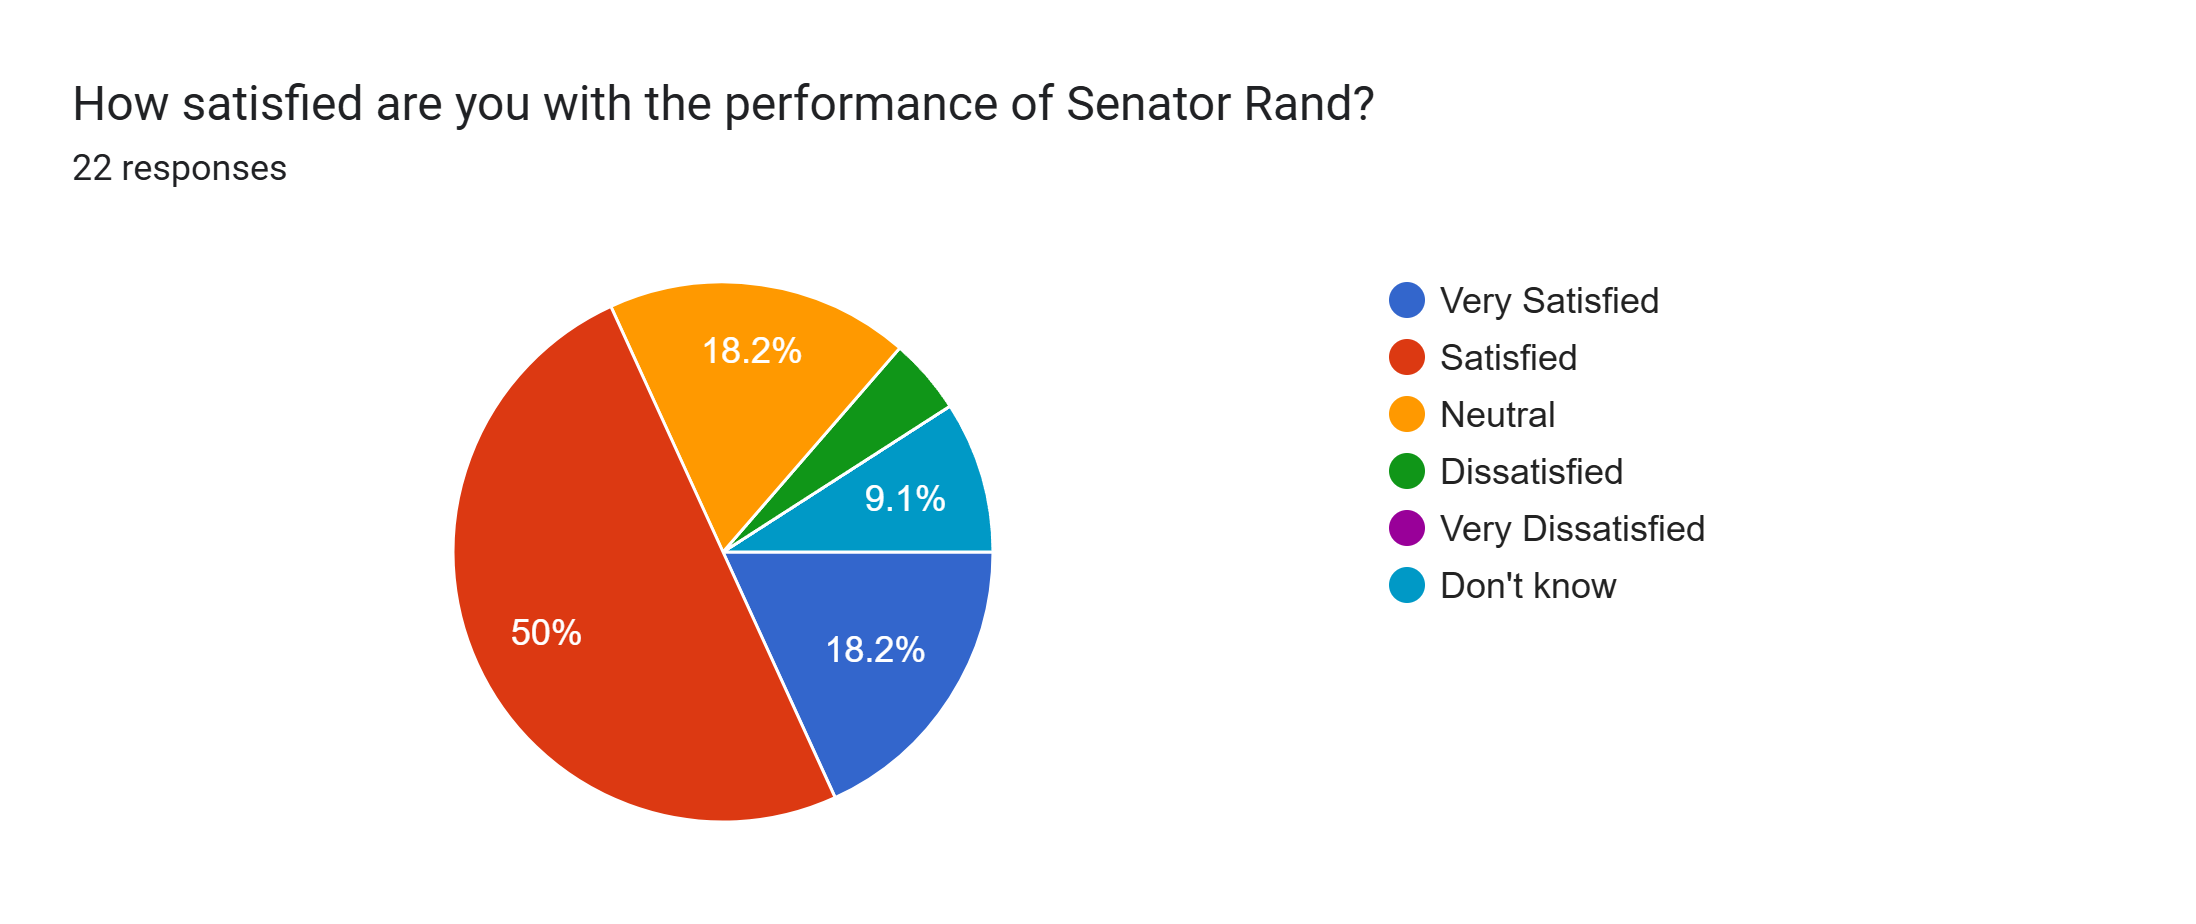 How satisfied are you with the performance of Senator Rand?
22 responses
18.2%
9.1%
50%
18.2%
Very Satisfied
Satisfied
Neutral
Dissatisfied
Very Dissatisfied
Don't know